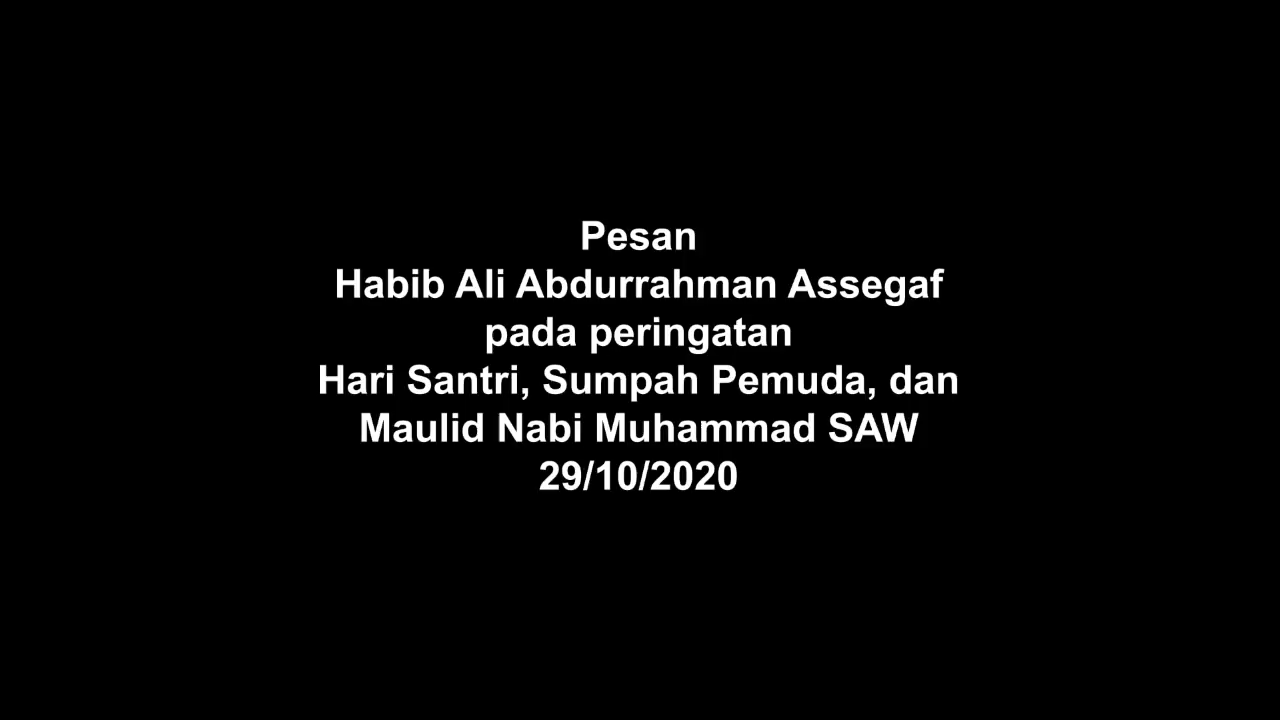 Pesan
Habib Ali Abdurrahman Assegaf
pada peringatan
Hari Santri, Sumpah Pemuda, dan
Maulid Nabi Muhammad SAW
29/10/2020